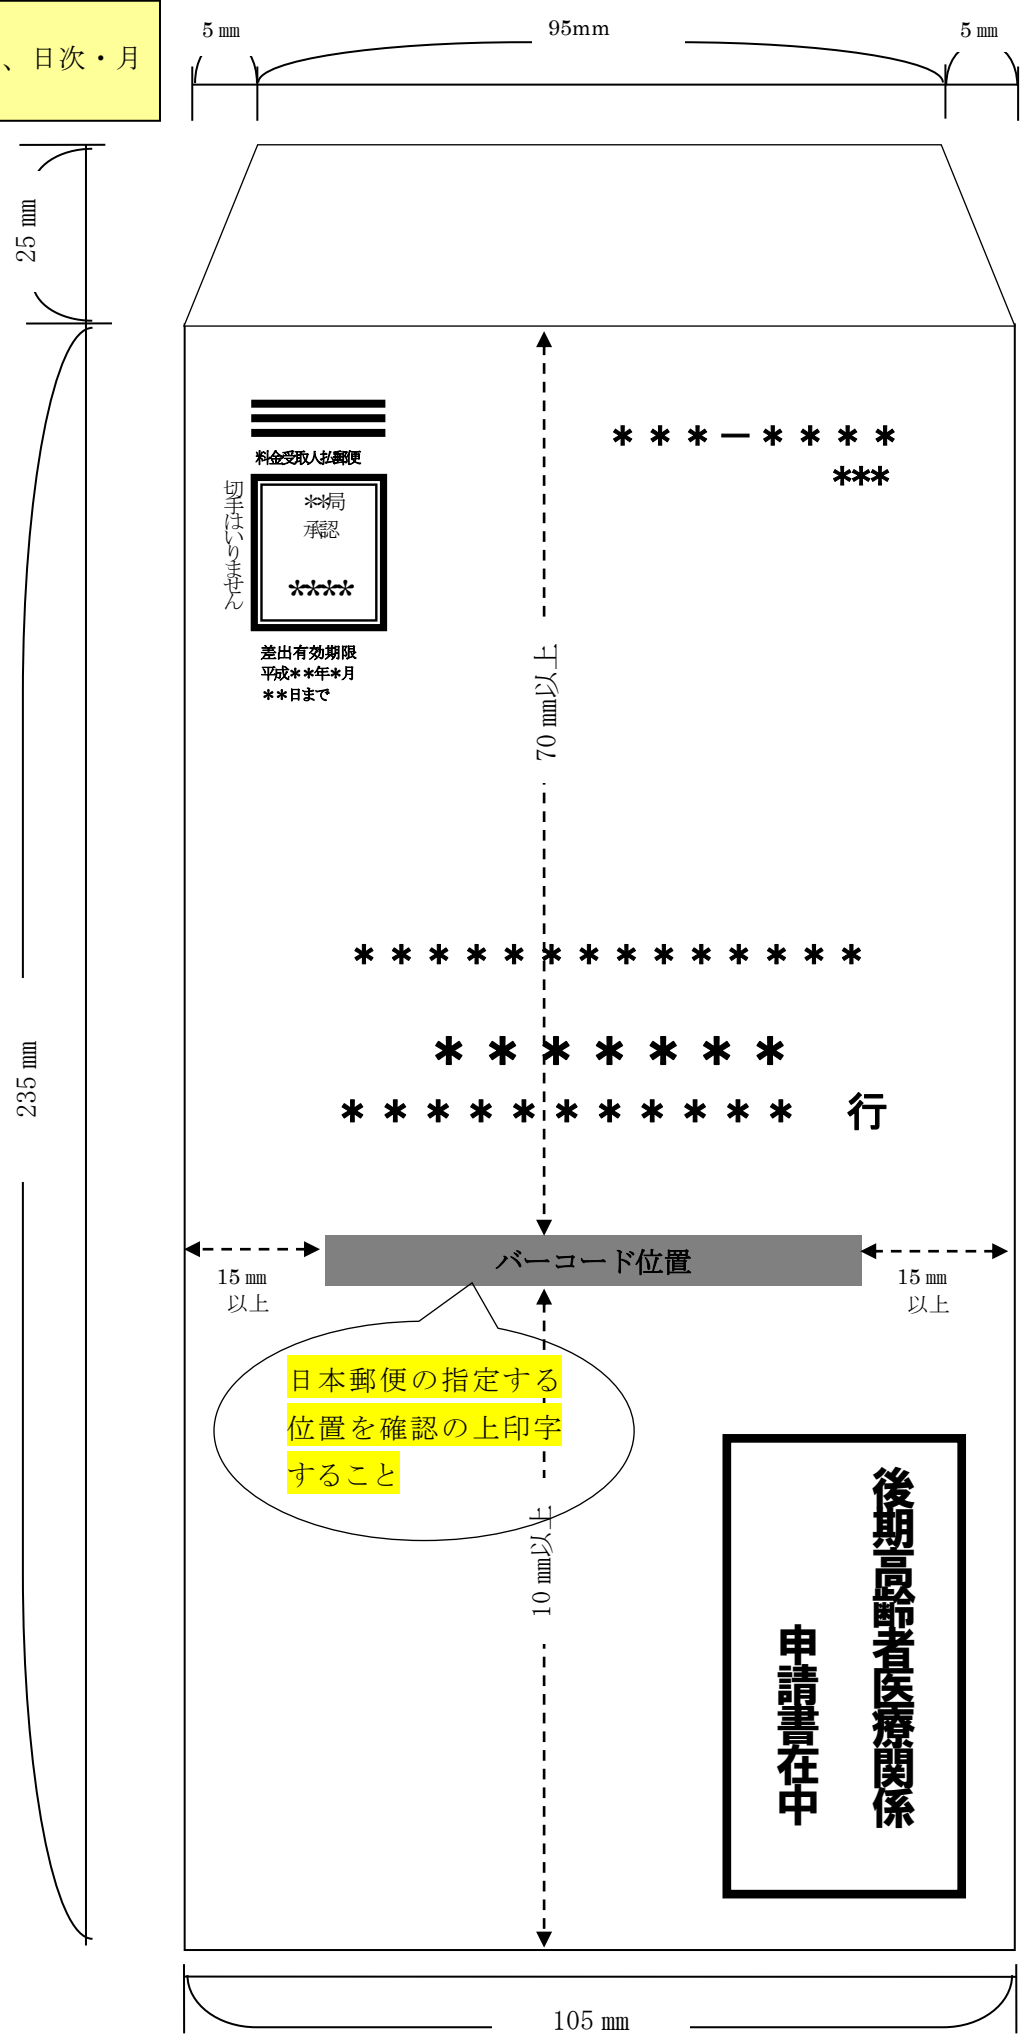 、日次・月
5㎜
95mm
5㎜
25㎜
***ー****
***
料金受取人払郵便
切手はいりません
**局
承認
****
差出有効期限
平成**年*月
**日まで
70㎜以上
**************
*******
***********　行
235㎜
バーコード位置
15㎜
以上
15㎜
以上
日本郵便の指定する
位置を確認の上印字
すること
10㎜以上
後期高齢者医療関係
申請書在中
105㎜